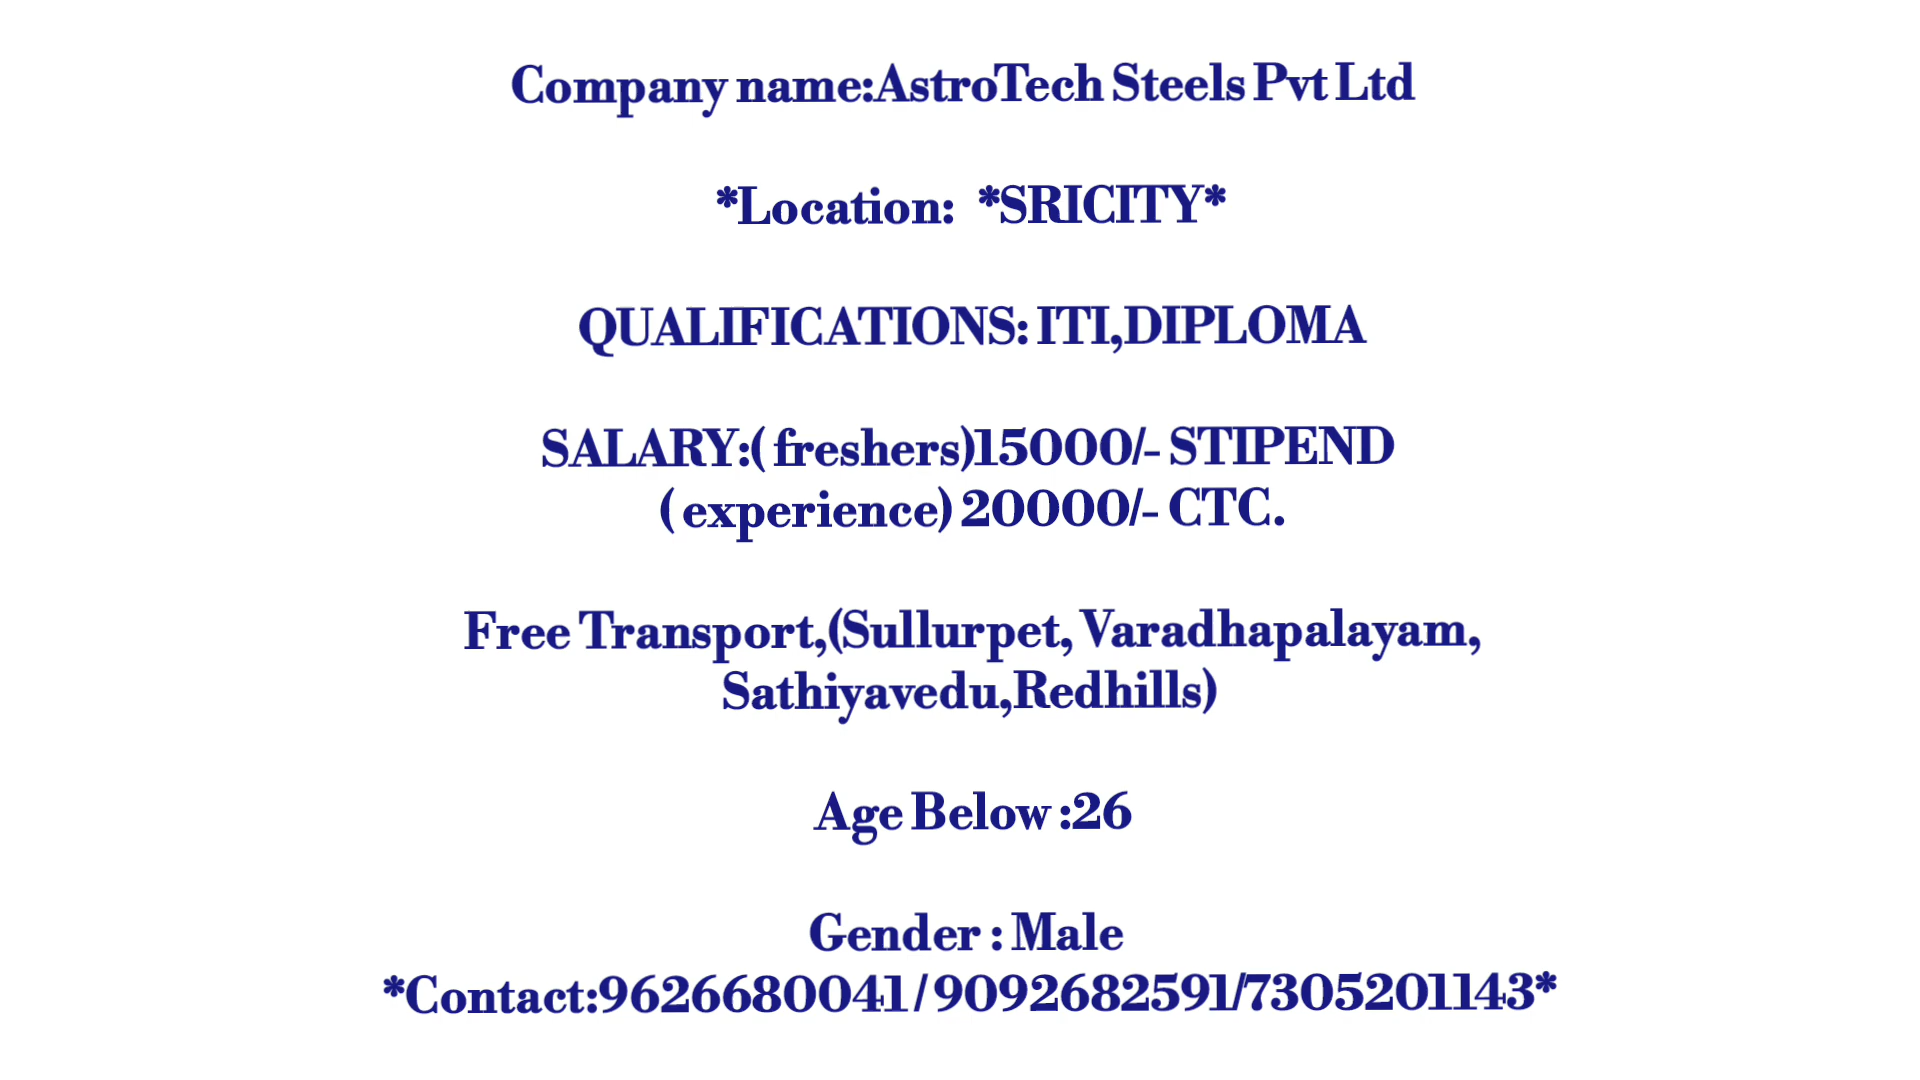 Company name:AstroTech Steels Pvt Ltd
*Location: *SRICITY*
QUALIFICATIONS: ITI,DIPLOMA
SALARY:( freshers)15000/- STIPEND
( experience) 20000/- CTC.
Free Transport,(Sullurpet, Varadhapalayam,
Sathiyavedu,Redhills)
Age Below :26
Gender : Male
*Contact:9626680041 / 9092682591/7305201143*